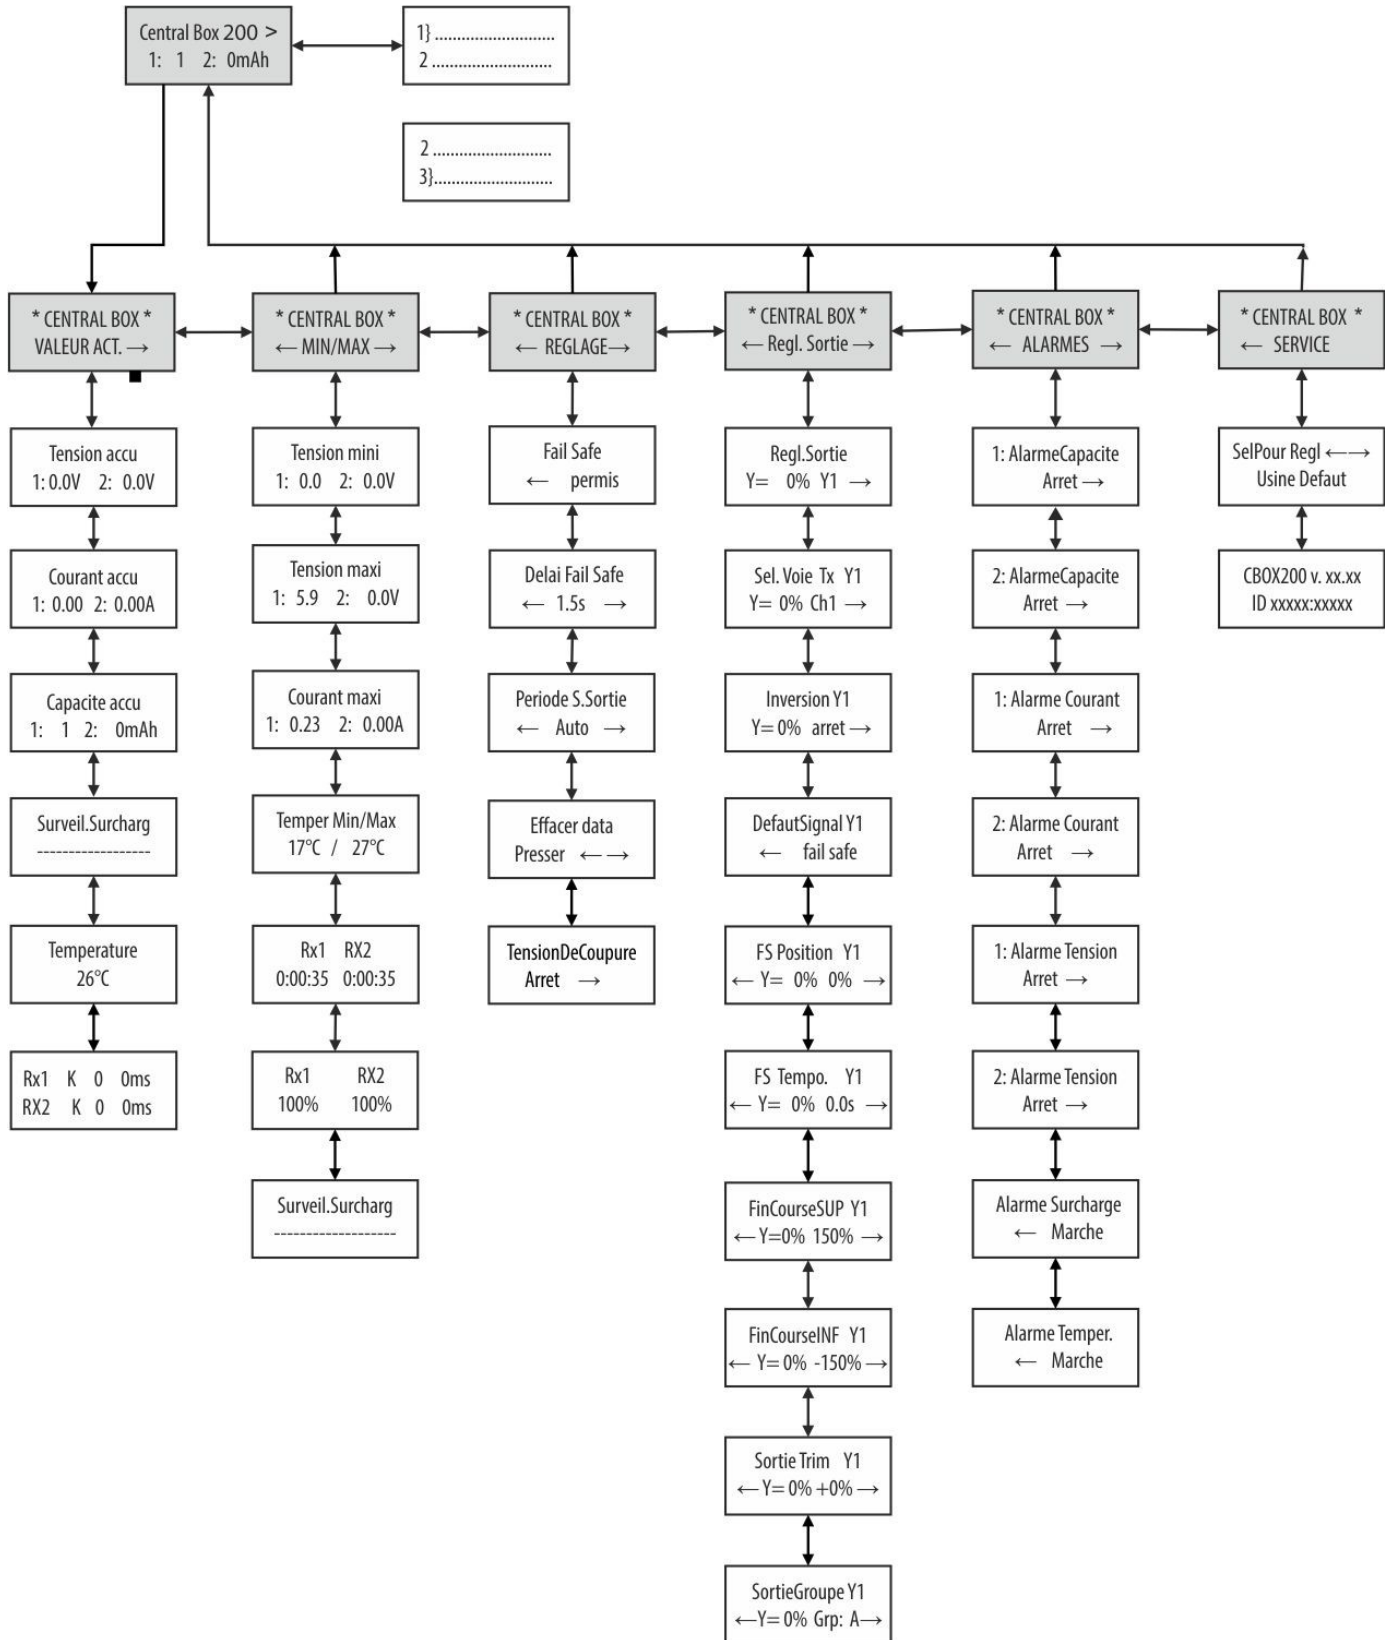 Central Box 200 >
1: 1 2: 0mAh
1} ...........................
2 ...........................
2 ...........................
3}...........................
* CENTRAL BOX *
VALEUR ACT. →
Tension accu
1: 0.0V 2: 0.0V
Courant accu
1: 0.00 2: 0.00A
Capacite accu
1: 1 2: 0mAh
Surveil.Surcharg
------------------
Temperature
26°C
Rx1 K 0 0ms
RX2 K 0 0ms
* CENTRAL BOX *
← MIN/MAX →
Tension mini
1: 0.0 2: 0.0V
Tension maxi
1: 5.9 2: 0.0V
Courant maxi
1: 0.23 2: 0.00A
Temper Min/Max
17°C / 27°C
Rx1 RX2
0:00:35 0:00:35
Rx1 RX2
100% 100%
Surveil.Surcharg
-------------------
* CENTRAL BOX *
← REGLAGE→
Fail Safe
← permis
Delai Fail Safe
← 1.5s →
Periode S.Sortie
← Auto →
Effacer data
Presser ← →
TensionDeCoupure
Arret →
* CENTRAL BOX *
← Regl. Sortie →
Regl.Sortie
Y= 0% Y1 →
Sel. Voie Tx Y1
Y= 0% Ch1 →
Inversion Y1
Y= 0% arret →
DefautSignal Y1
← fail safe
FS Position Y1
← Y= 0% 0% →
FS Tempo. Y1
← Y= 0% 0.0s →
FinCourseSUP Y1
← Y=0% 150% →
FinCourseINF Y1
← Y= 0% -150% →
Sortie Trim Y1
← Y= 0% +0% →
SortieGroupe Y1
←Y= 0% Grp: A→
* CENTRAL BOX *
← ALARMES →
1: AlarmeCapacite
Arret →
2: AlarmeCapacite
Arret →
1: Alarme Courant
Arret →
2: Alarme Courant
Arret →
1: Alarme Tension
Arret →
2: Alarme Tension
Arret →
Alarme Surcharge
← Marche
Alarme Temper.
← Marche
* CENTRAL BOX *
← SERVICE
SelPour Regl ←→
Usine Defaut
CBOX200 v. xx.xx
ID xxxxx:xxxxx